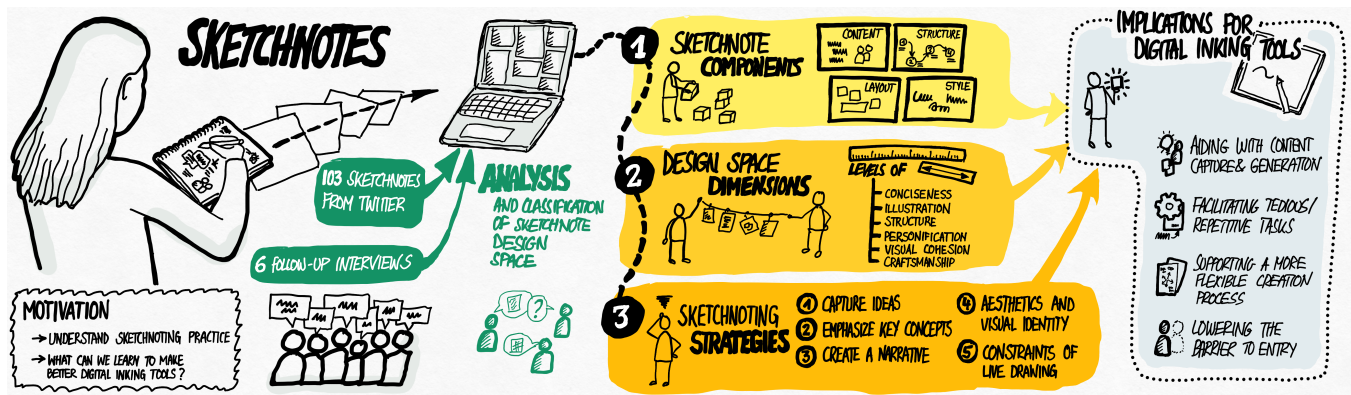 SKETCHNOTES
103 SKETCHNOTES
FROM TWITTER
6 FOLLOW-UP INTERVIEWS
MOTIVATION
→ UNDERSTAND SKETCHNOTING PRACTICE
→ WHAT CAN WE LEARN TO MAKE
BETTER DIGITAL INKING TOOLS?
ANALYSIS
AND CLASSIFICATION
OF SKETCHNOTE
DESIGN
SPACE
?
1
SKETCHNOTE
COMPONENTS
CONTENT
STRUCTURE
LAYOUT
STYLE
2
DESIGN SPACE
DIMENSIONS
LEVELS OF
CONCISENESS
ILLUSTRATION
STRUCTURE
PERSONIFICATION
VISUAL COHESION
CRAFTSMANSHIP
3
SKETCHNOTING
STRATEGIES
1 CAPTURE IDEAS
2 EMPHASIZE KEY CONCEPTS
3 CREATE A NARRATIVE
4 AESTHETICS AND
VISUAL IDENTITY
5 CONSTRAINTS OF
LIVE DRAWING
IMPLICATIONS FOR
DIGITAL INKING TOOLS
AIDING WITH CONTENT
CAPTURE & GENERATION
FACILITATING TEDIOUS/
REPETITIVE TASKS
SUPPORTING A MORE
FLEXIBLE CREATION
PROCESS
LOWERING THE
BARRIER TO ENTRY